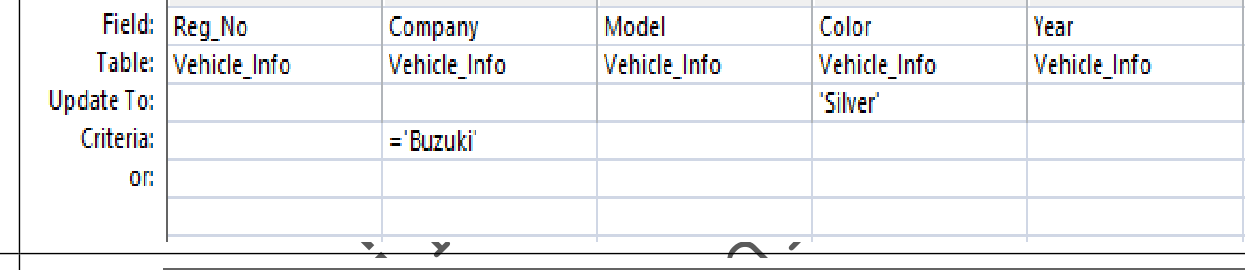 Field: Reg_No Company Model Color Year
Table: Vehicle_Info Vehicle_Info Vehicle_Info Vehicle_Info Vehicle_Info
Update To: 'Silver'
Criteria: ='Buzuki'
or: